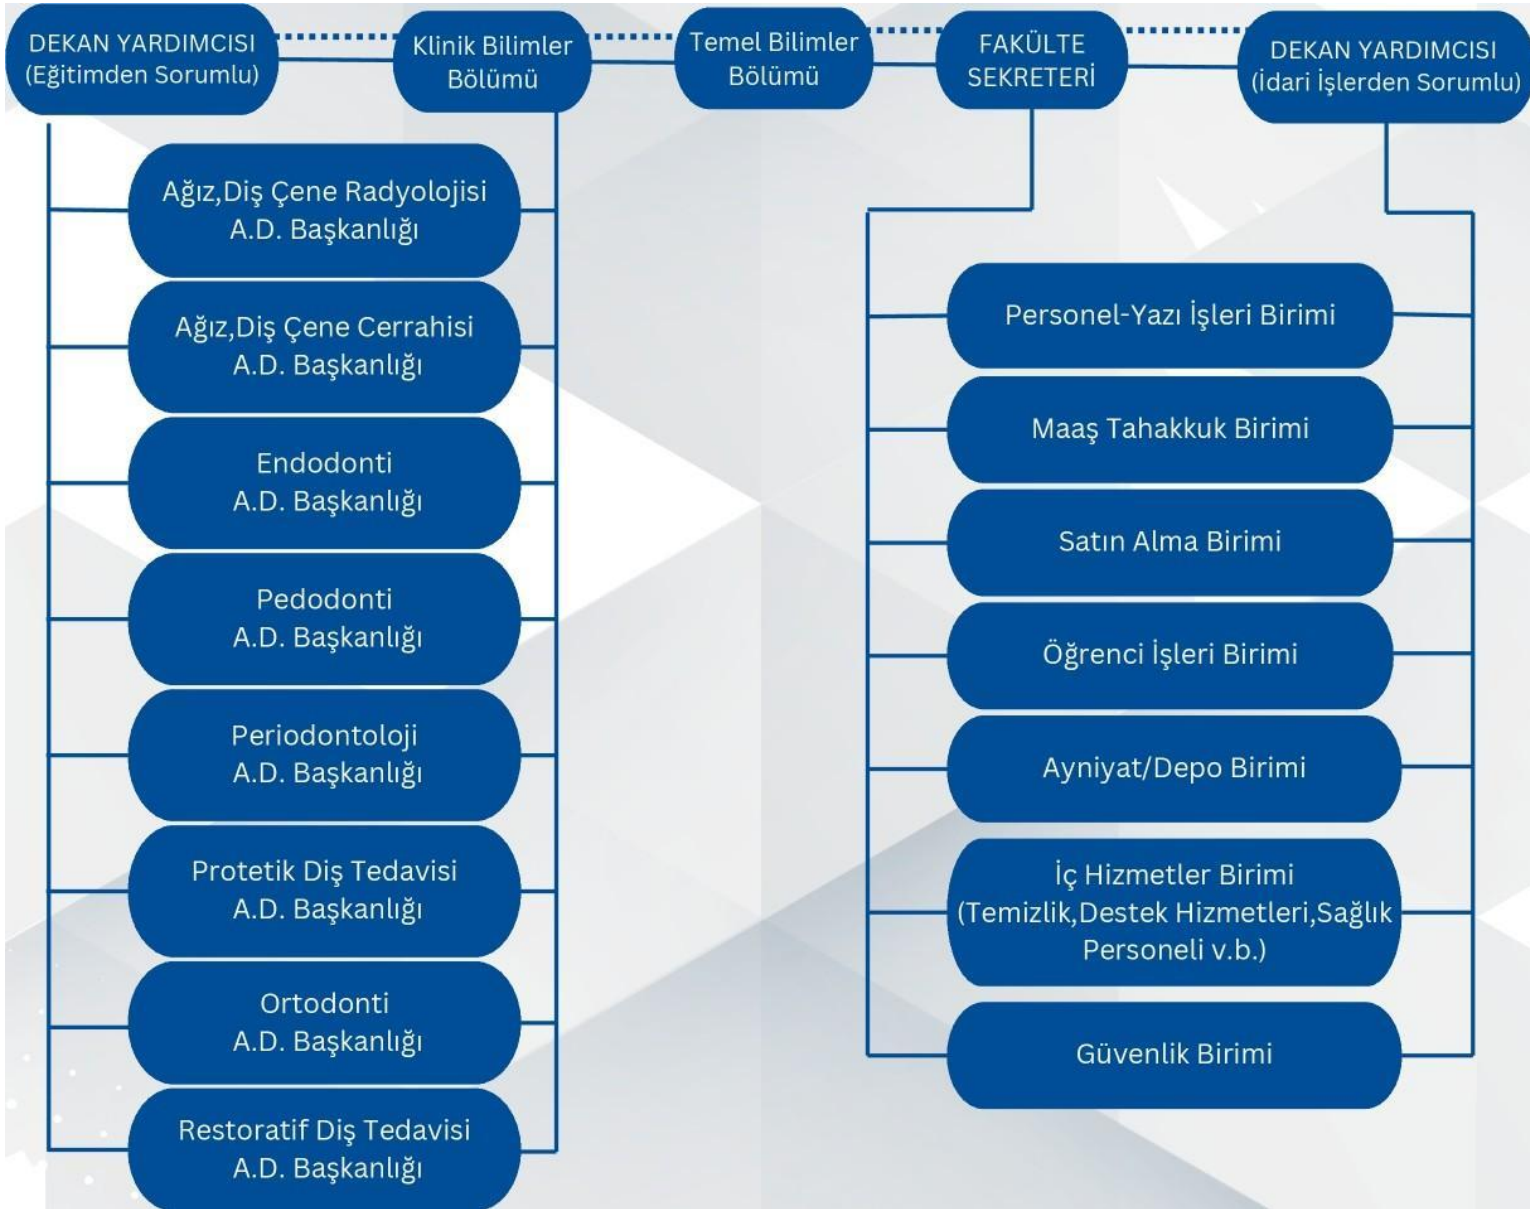 DEKAN YARDIMCISI
(Eğitimden Sorumlu)
Klinik Bilimler
Bölümü
Temel Bilimler
Bölümü
FAKÜLTE
SEKRETERİ
DEKAN YARDIMCISI
(İdari İşlerden Sorumlu)
Ağız,Diş Çene Radyolojisi
A.D. Başkanlığı
Ağız,Diş Çene Cerrahisi
A.D. Başkanlığı
Endodonti
A.D. Başkanlığı
Pedodonti
A.D. Başkanlığı
Periodontoloji
A.D. Başkanlığı
Protetik Diş Tedavisi
A.D. Başkanlığı
Ortodonti
A.D. Başkanlığı
Restoratif Diş Tedavisi
A.D. Başkanlığı
Personel-Yazı İşleri Birimi
Maaş Tahakkuk Birimi
Satın Alma Birimi
Öğrenci İşleri Birimi
Ayniyat/Depo Birimi
İç Hizmetler Birimi
(Temizlik,Destek Hizmetleri,Sağlık
Personeli v.b.)
Güvenlik Birimi